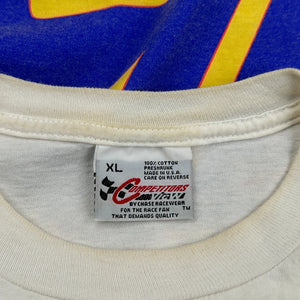 XL
100% COTTON
PRESHRUNK
MADE IN U.S.A.
CARE ON REVERSE
COMPETITORS
VIEW
BY CHASE RACEWEAR
FOR THE RACE FAN
THAT DEMANDS QUALITY
TM